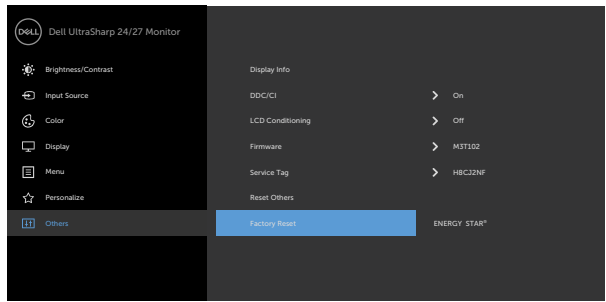 DELL Dell UltraSharp 24/27 Monitor
Brightness/Contrast Display Info
Input Source DDC/CI On
Color LCD Conditioning Off
Display Firmware M3T102
Menu Service Tag H8CJ2NF
Personalize Reset Others
Others Factory Reset ENERGY STAR®